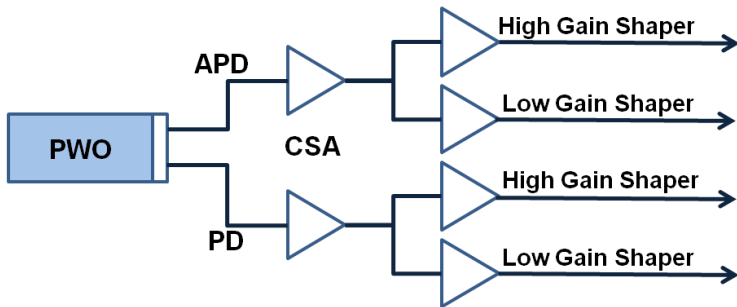 High Gain Shaper
APD
Low Gain Shaper
PWO
CSA
High Gain Shaper
PD
Low Gain Shaper